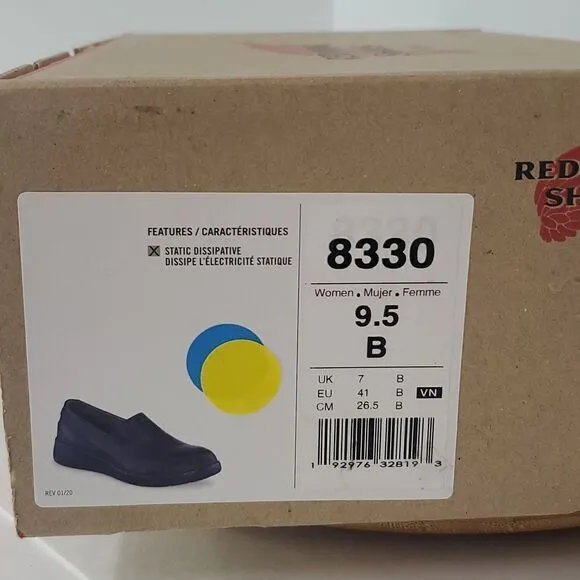 RED
SH
FEATURES / CARACTÉRISTIQUES
STATIC DISSIPATIVE
DISSIPE L'ÉLECTRICITÉ STATIQUE
8330
Women . Mujer . Femme
9.5
B
UK 7 B
EU 41 B VN
CM 26.5 B
1 92976 32819 3
REV 01/20